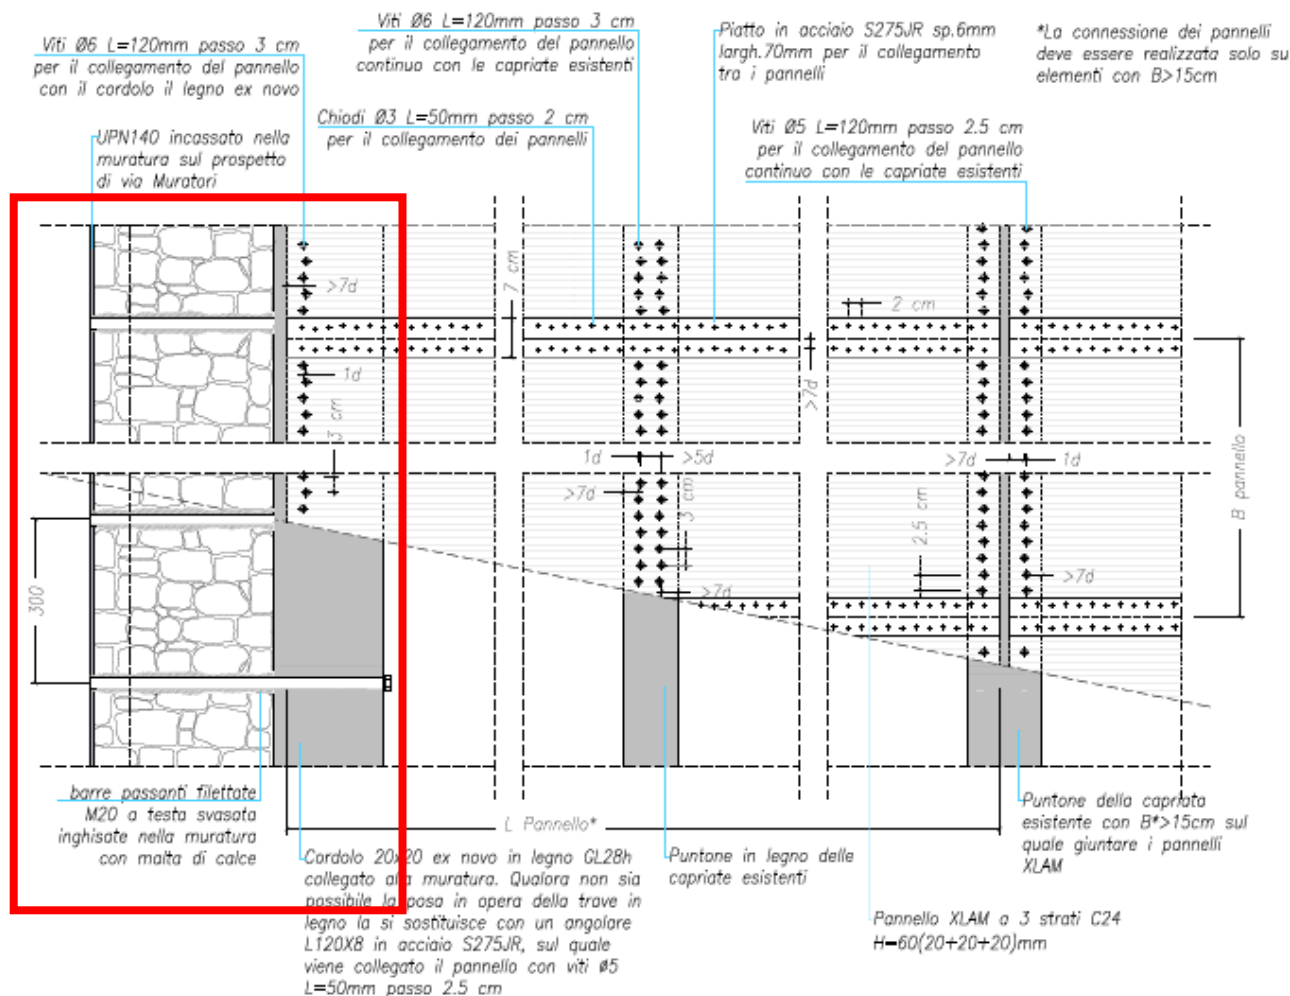 Viti Ø6 L=120mm passo 3 cm
per il collegamento del pannello
con il cordolo il legno ex novo
Viti Ø6 L=120mm passo 3 cm
per il collegamento del pannello
continuo con le capriate esistenti
Piatto in acciaio S275JR sp.6mm
largh.70mm per il collegamento
tra i pannelli
*La connessione dei pannelli
deve essere realizzata solo su
elementi con B>15cm
UPN140 incassato nella
muratura sul prospetto
di via Muratori
Chiodi Ø3 L=50mm passo 2 cm
per il collegamento dei pannelli
Viti Ø5 L=120mm passo 2.5 cm
per il collegamento del pannello
continuo con le capriate esistenti
>7d
7 cm
2 cm
1d
3 cm
>7d
1d
>5d
>7d
3 cm
>7d
>7d
1d
2.5 cm
>7d
B pannello
300
L Pannello*
barre passanti filettate
M20 a testa svasata
inghisate nella muratura
con malta di calce
Cordolo 20x20 ex novo in legno GL28h
collegato alla muratura. Qualora non sia
possibile la posa in opera della trave in
legno la si sostituisce con un angolare
L120X8 in acciaio S275JR, sul quale
viene collegato il pannello con viti ø5
L=50mm passo 2.5 cm
Puntone in legno delle
capriate esistenti
Puntone della capriata
esistente con B*>15cm sul
quale giuntare i pannelli
XLAM
Pannello XLAM a 3 strati C24
H=60(20+20+20)mm